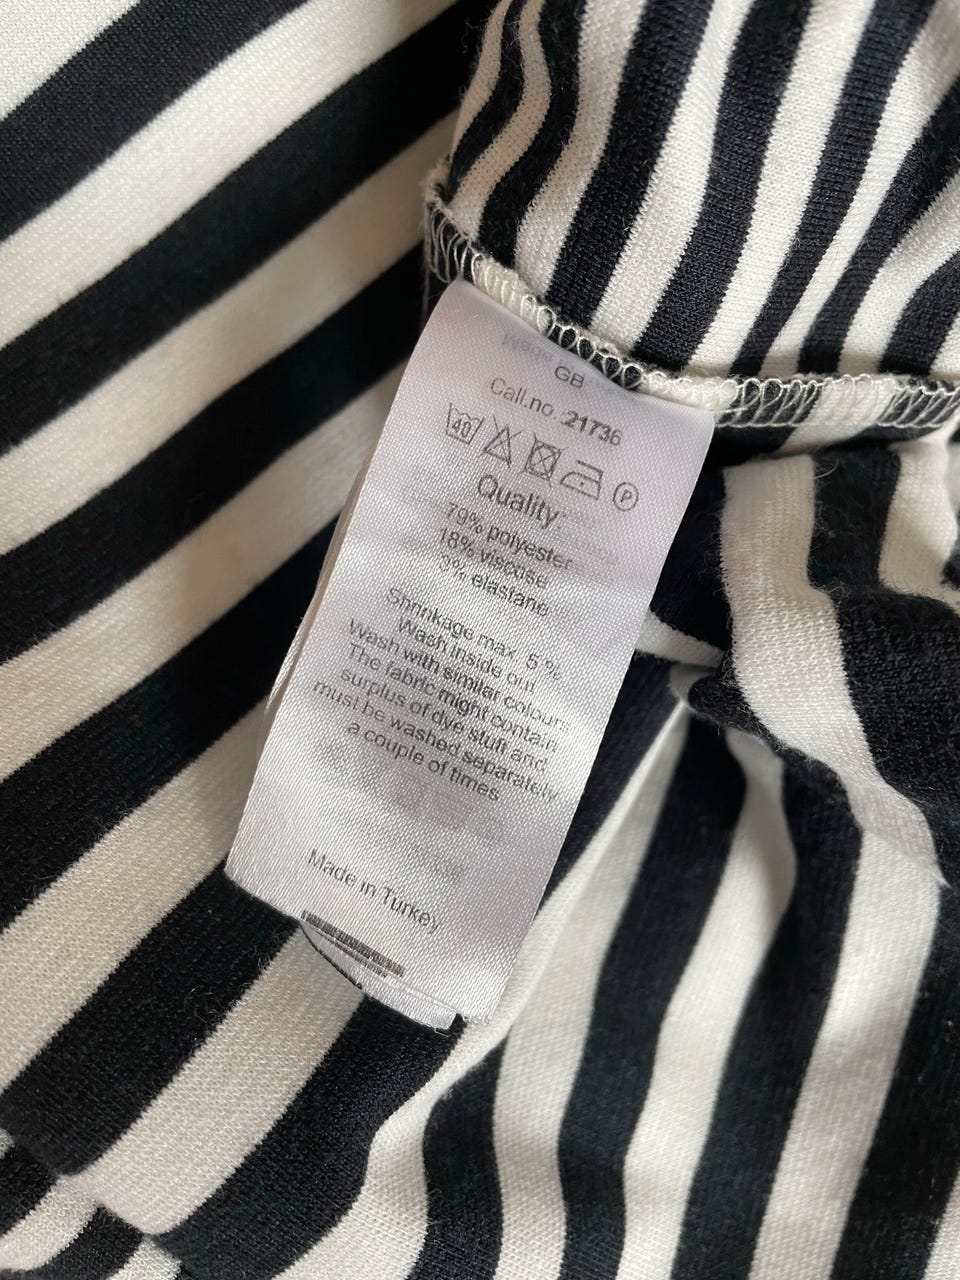 GB
Call.no.:21736
40
P
Quality:
79% polyester
18% viscose
3% elastane
Shrinkage max. 5 %
Wash inside out
Wash with similar colours
The fabric might contain
surplus of dye stuff and
must be washed separately
a couple of times
Made in Turkey